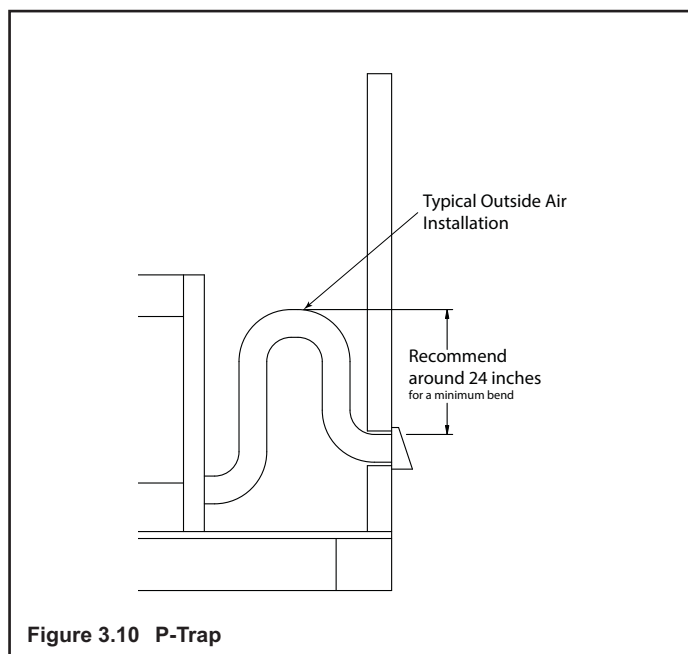 Typical Outside Air
Installation
Recommend
around 24 inches
for a minimum bend
Figure 3.10 P-Trap